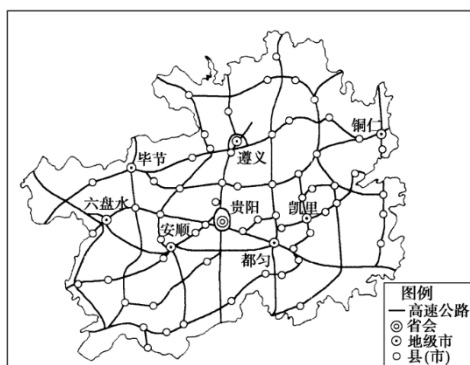 铜仁
遵义
毕节
六盘水
贵阳
凯里
安顺
都匀
图例
高速公路
省会
地级市
县(市)